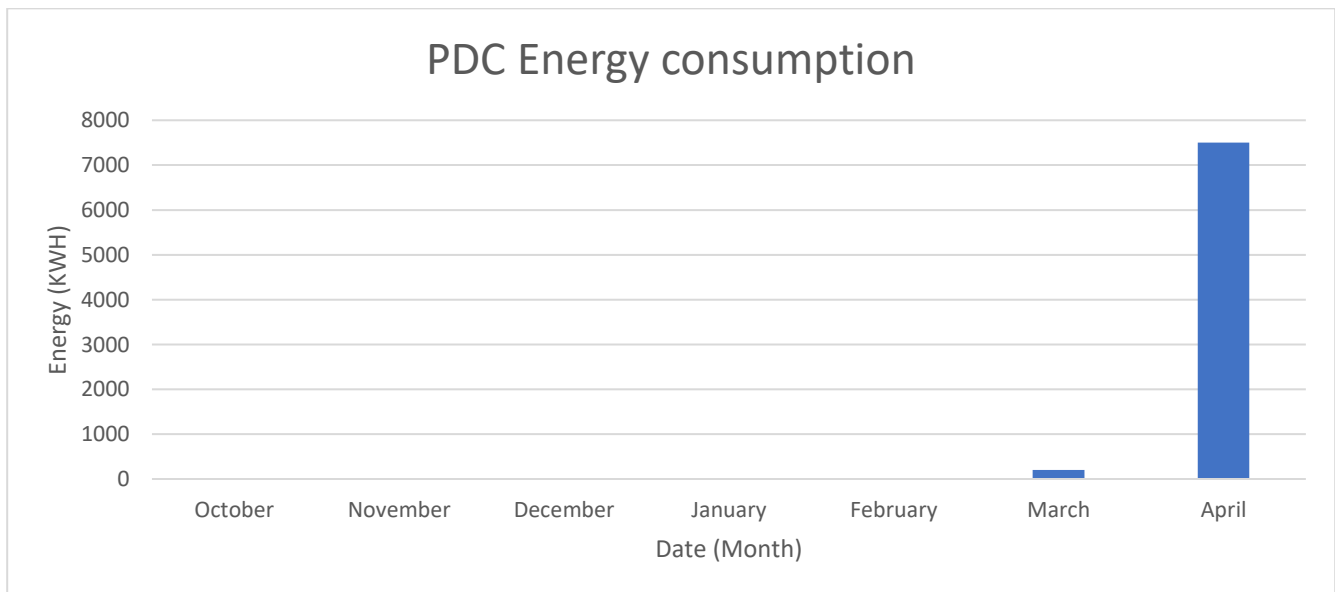 PDC Energy consumption
8000
7000
6000
5000
4000
3000
2000
1000
0
Energy (KWH)
October November December January February March April
Date (Month)